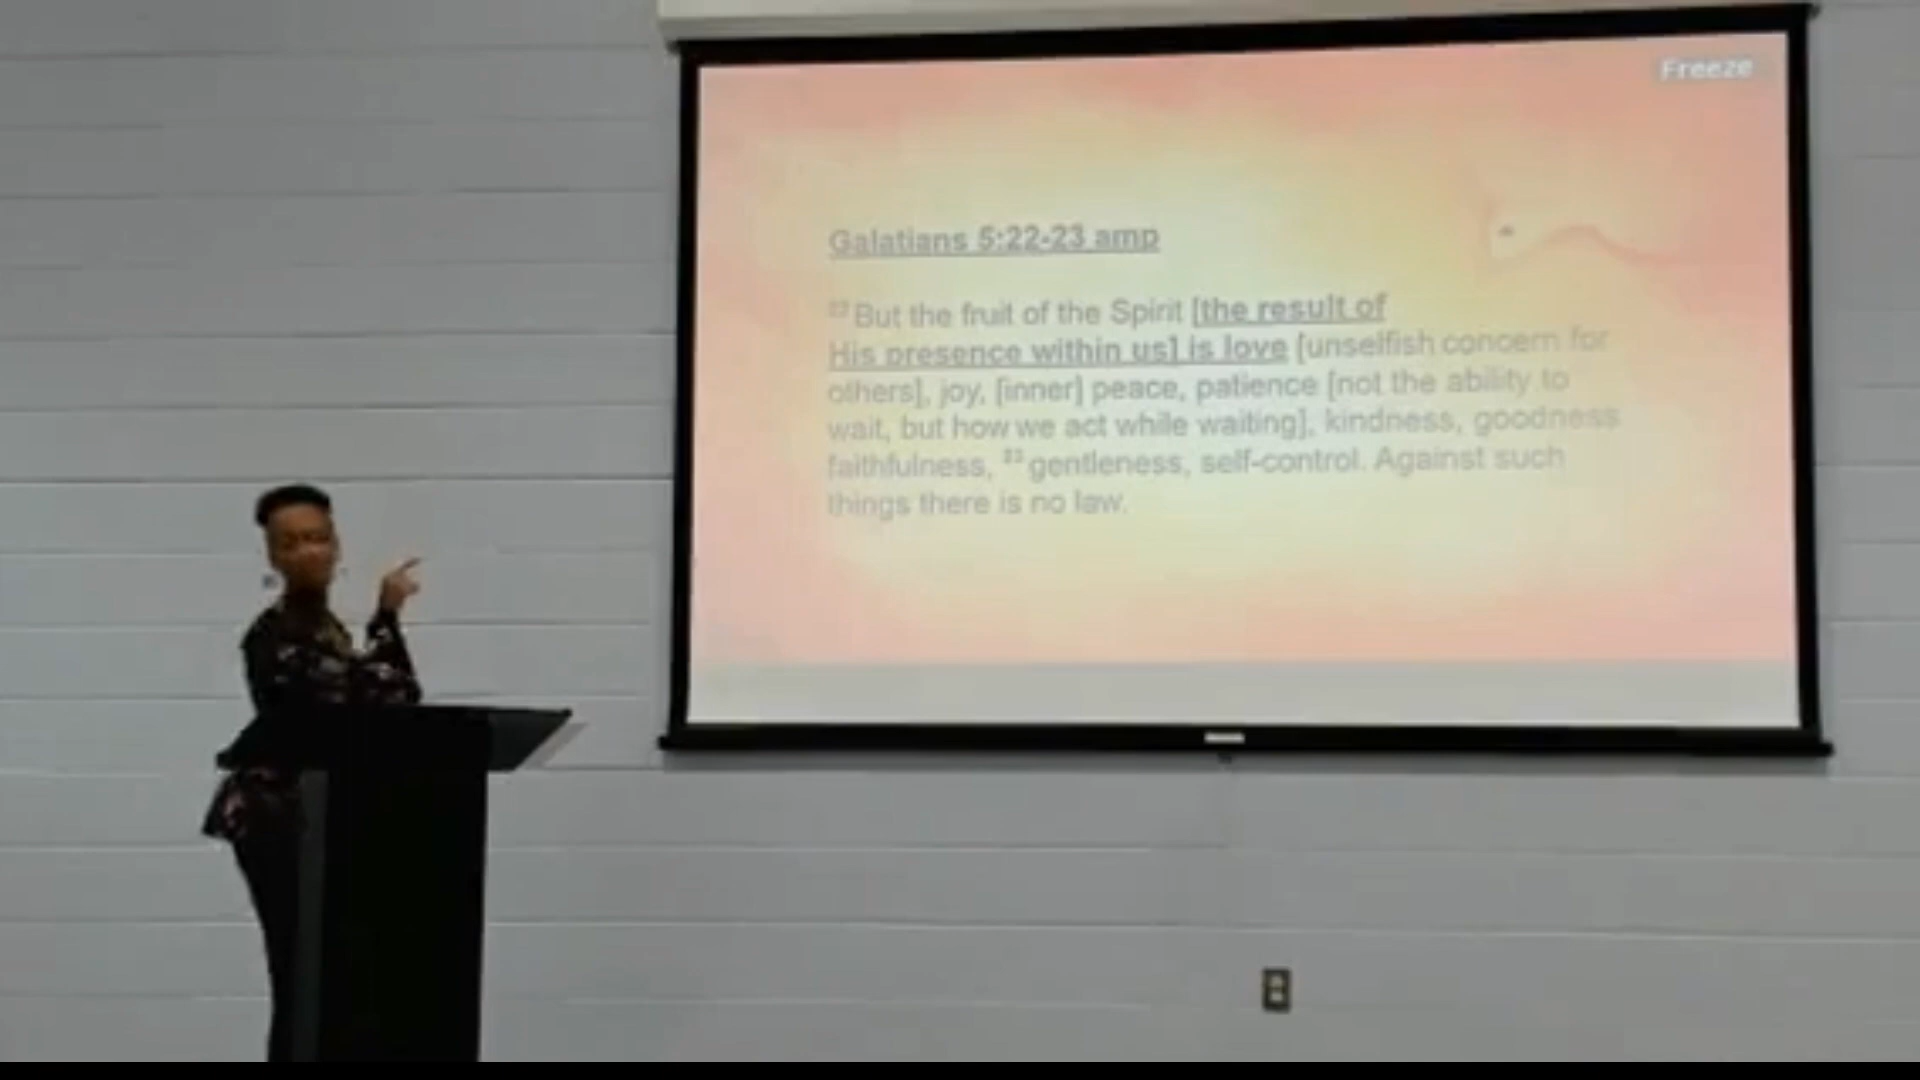 Freeze
Galatians 5:22-23 amp
22 But the fruit of the Spirit [the result of
His presence within us] is love [unselfish concern for
others], joy, [inner] peace, patience [not the ability to
wait, but how we act while waiting], kindness, goodness
faithfulness, 23 gentleness, self-control. Against such
things there is no law.